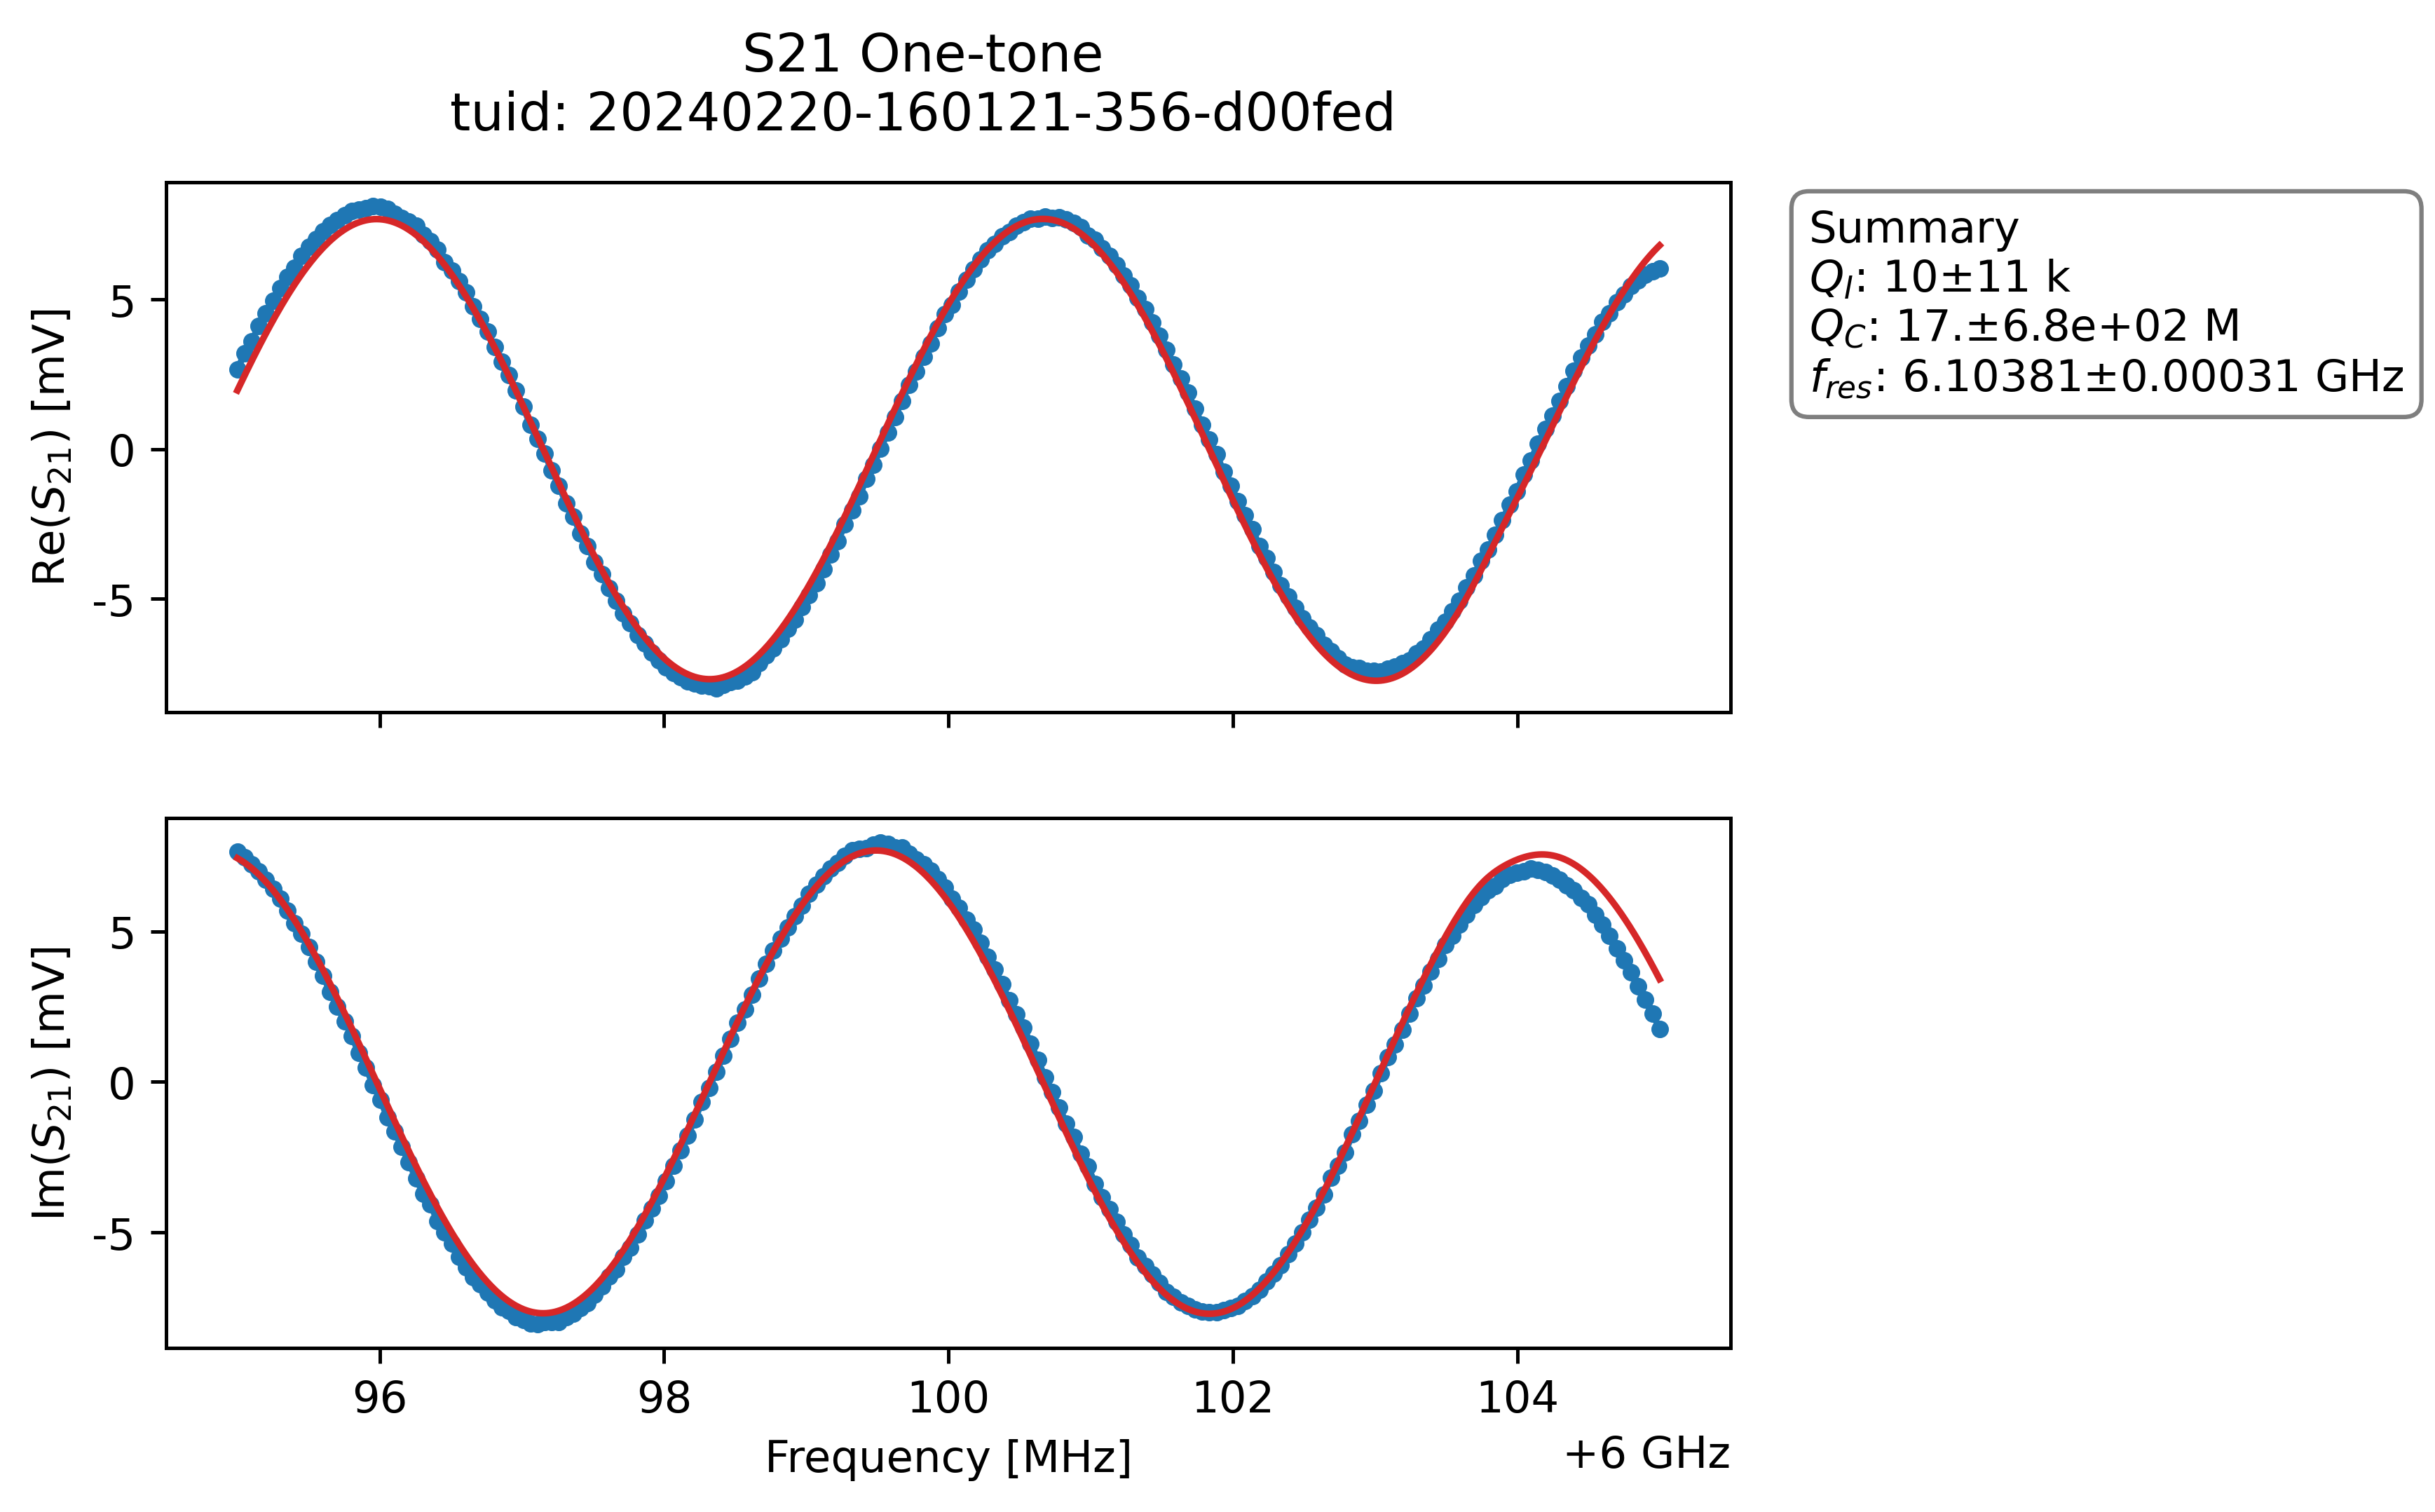 S21 One-tone
tuid: 20240220-160121-356-d00fed
Summary
Q_I: 10±11 k
Q_C: 17.±6.8e+02 M
f_res: 6.10381±0.00031 GHz
Re(S_21) [mV]
5
0
-5
Im(S_21) [mV]
5
0
-5
96 98 100 102 104
Frequency [MHz]
+6 GHz